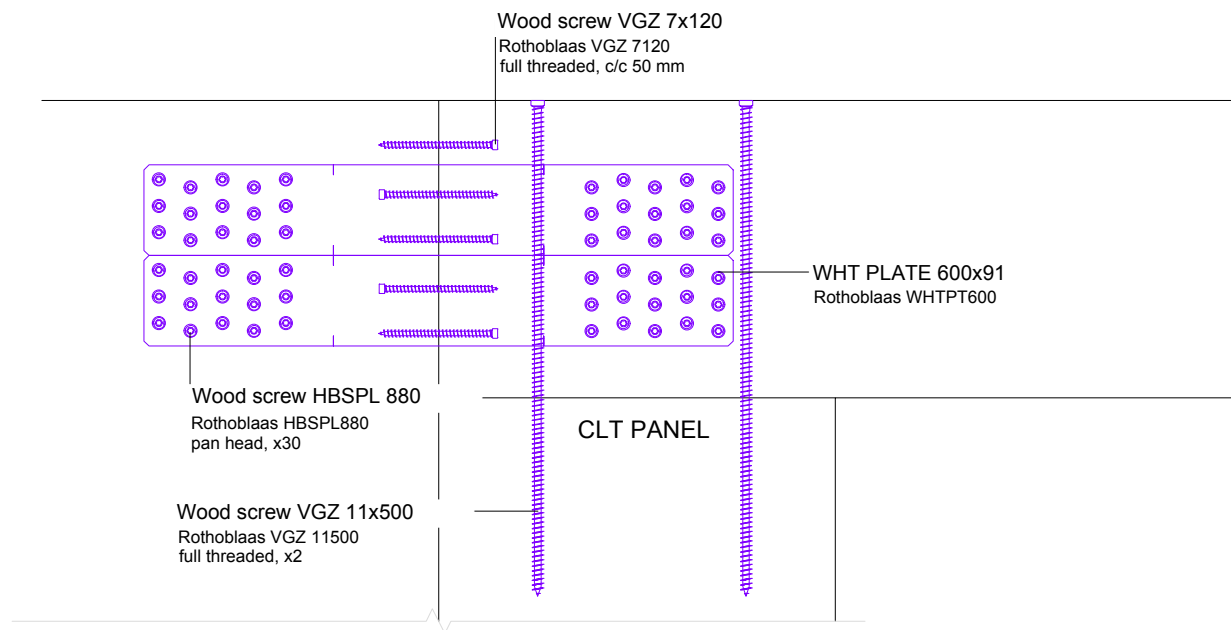 Wood screw VGZ 7x120
Rothoblaas VGZ 7120
full threaded, c/c 50 mm
WHT PLATE 600x91
Rothoblaas WHTPT600
Wood screw HBSPL 880
Rothoblaas HBSPL880
pan head, x30
CLT PANEL
Wood screw VGZ 11x500
Rothoblaas VGZ 11500
full threaded, x2